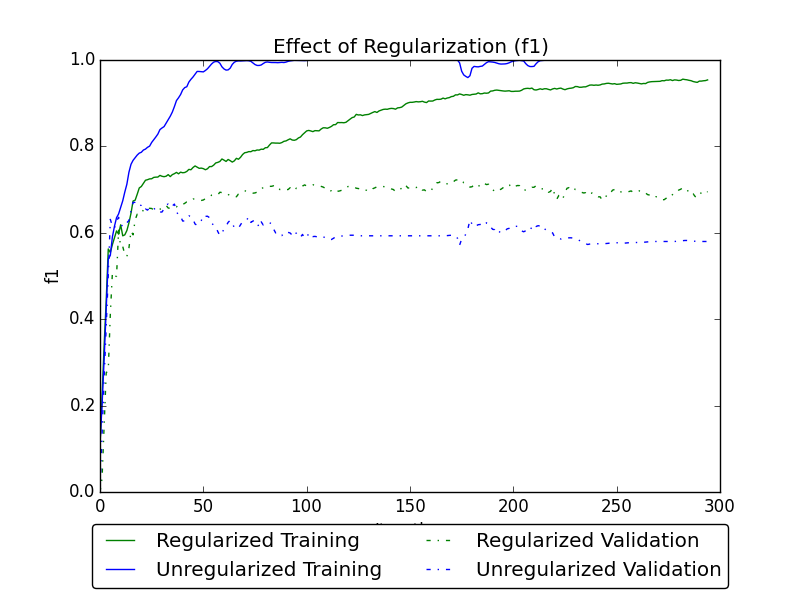 Effect of Regularization (f1)
1.0
0.8
0.6
f1
0.4
0.2
0.0
0 50 100 150 200 250 300
Regularized Training Regularized Validation
Unregularized Training Unregularized Validation